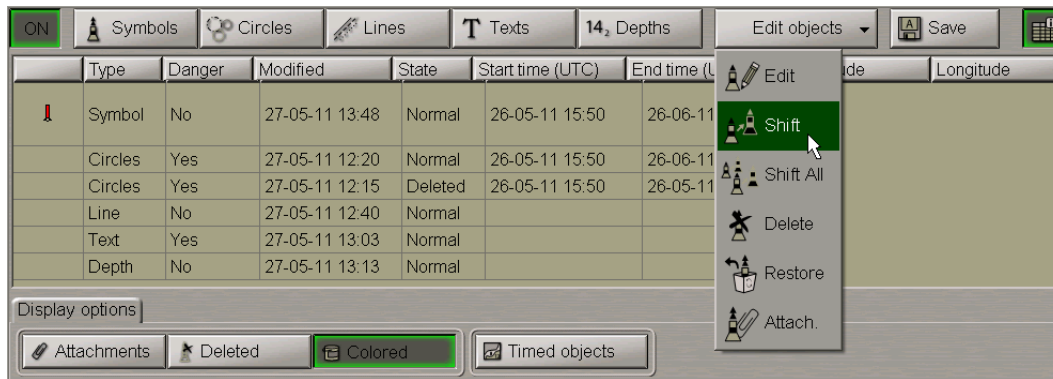 ON Symbols Circles Lines T Texts 14₂ Depths Edit objects Save
Type Danger Modified State Start time (UTC) End time (U ude Longitude
Edit
Symbol No 27-05-11 13:48 Normal 26-05-11 15:50 26-06-11
Shift
Circles Yes 27-05-11 12:20 Normal 26-05-11 15:50 26-06-11
Circles Yes 27-05-11 12:15 Deleted 26-05-11 15:50 26-05-11
Shift All
Line No 27-05-11 12:40 Normal
Text Yes 27-05-11 13:03 Normal
Delete
Depth No 27-05-11 13:13 Normal
Restore
Display options
Attach.
Attachments Deleted Colored Timed objects